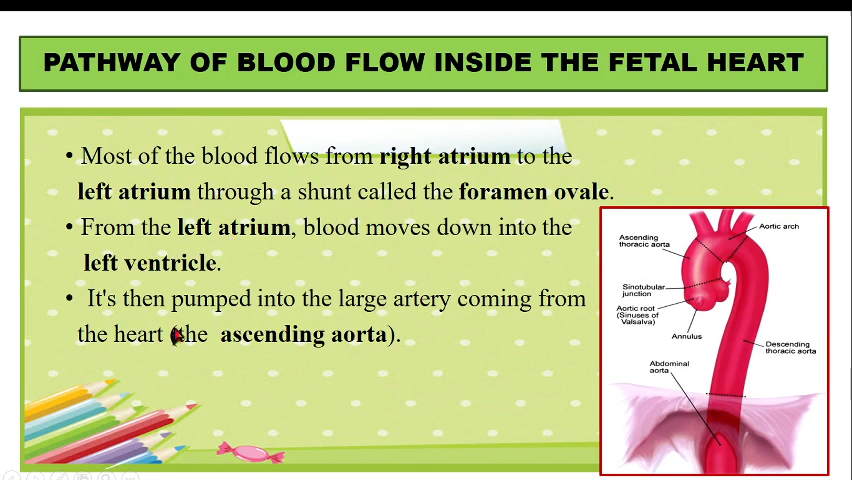 PATHWAY OF BLOOD FLOW INSIDE THE FETAL HEART
• Most of the blood flows from right atrium to the
left atrium through a shunt called the foramen ovale.
• From the left atrium, blood moves down into the
left ventricle.
• It's then pumped into the large artery coming from
the heart (the ascending aorta).
Ascending
thoracic aorta
Aortic arch
Sinotubular
junction
Aortic root
(Sinuses of
Valsalva)
Annulus
Descending
thoracic aorta
Abdominal
aorta